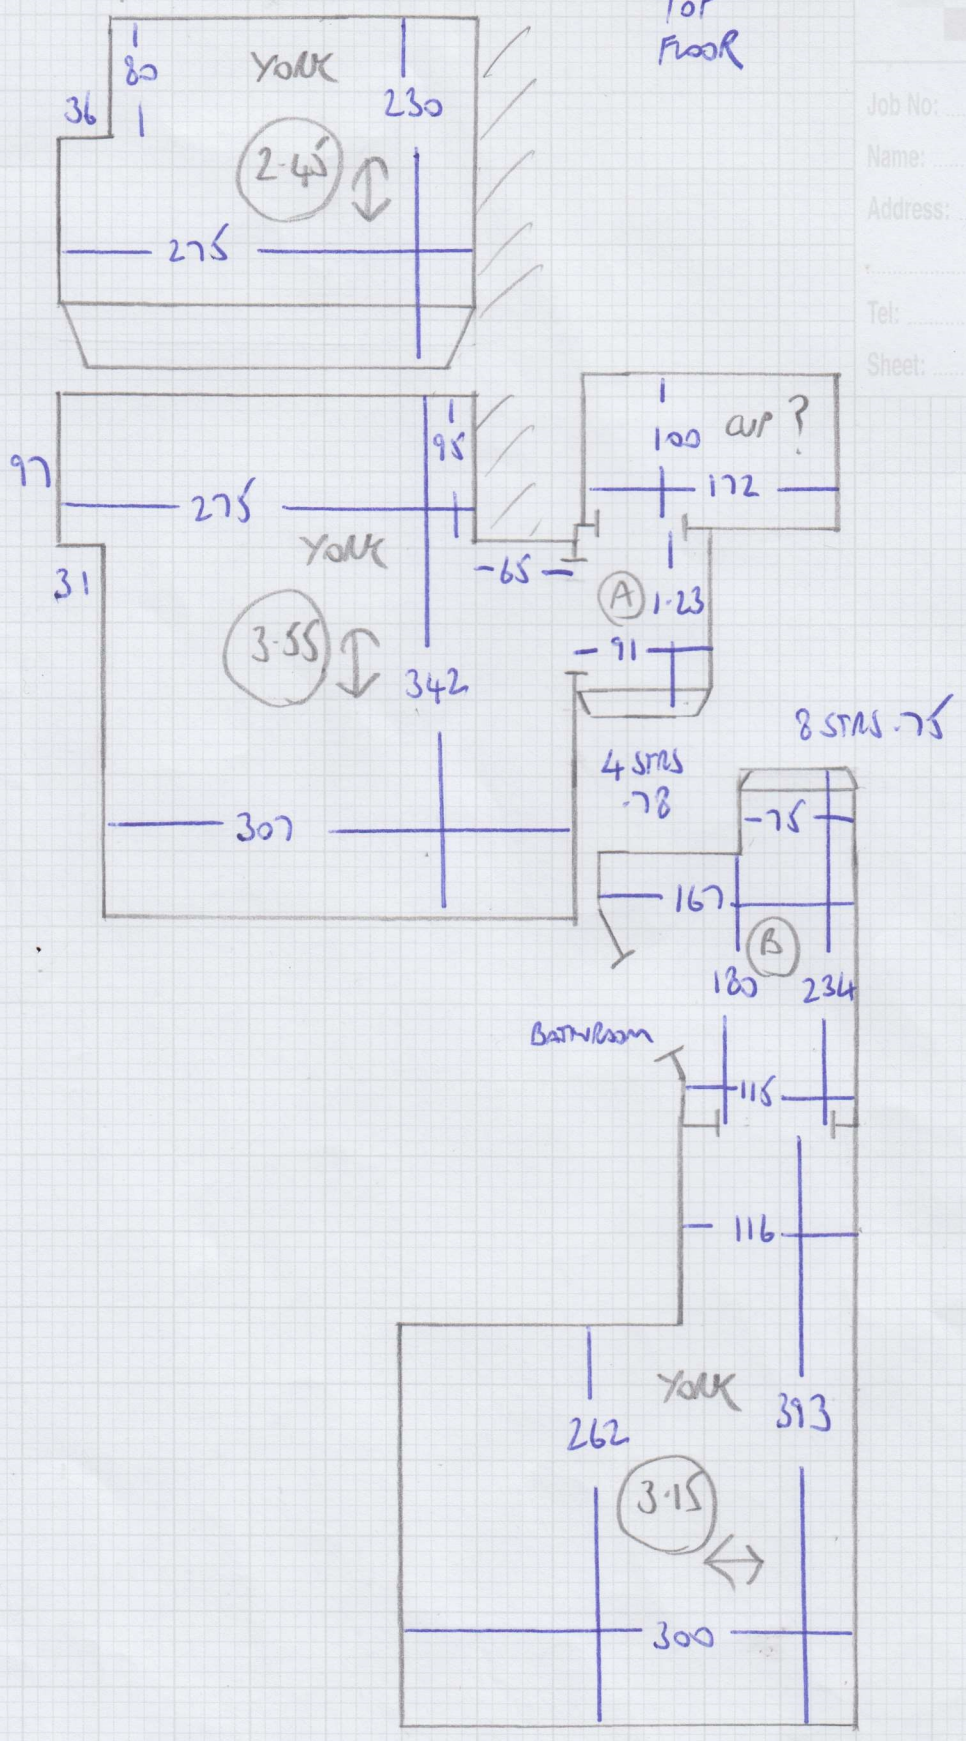 TOP
FLOOR
Job No:
Name:
Address:
Tel:
Sheet:
80
YORK
230
36
2.45
275
97
95
275
YORK
31
65
3.55
342
307
100
CUP ?
172
A
1.23
91
4 STRS
.78
8 STRS .75
75
167
B
180
234
BATHROOM
115
116
YORK
262
393
3.15
300